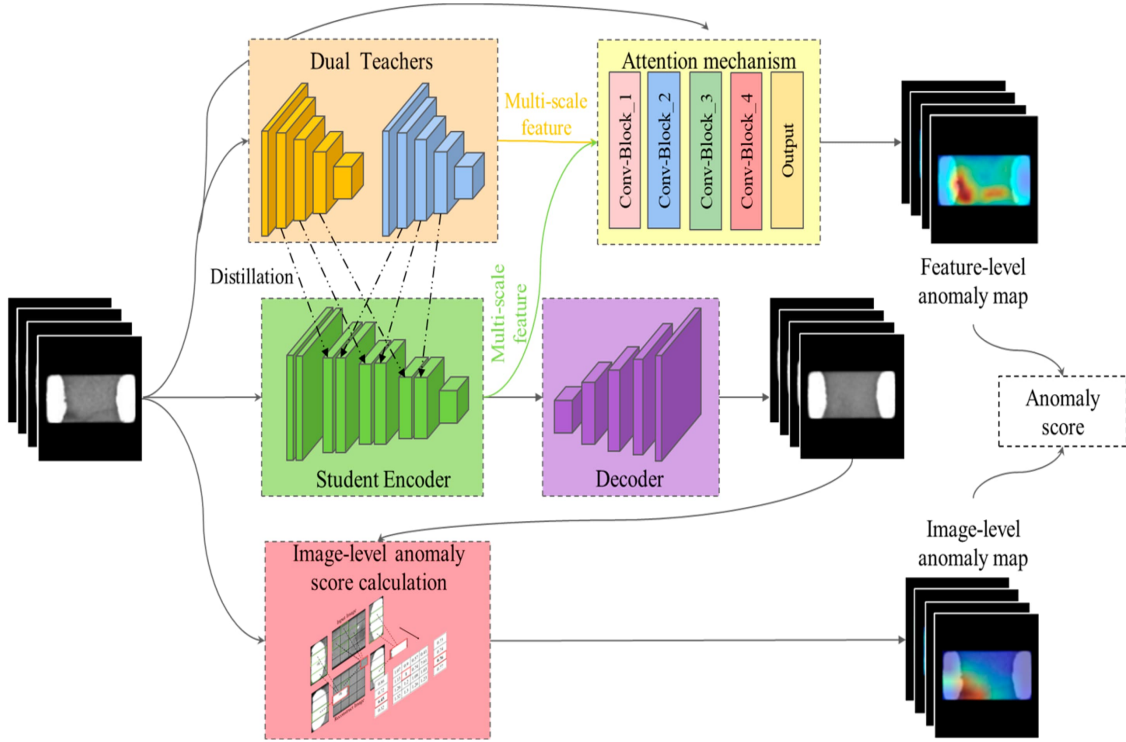 Dual Teachers
Attention mechanism
Conv-Block_1
Conv-Block_2
Conv-Block_3
Conv-Block_4
Output
Multi-scale
feature
Feature-level
anomaly map
Distillation
Multi-scale
feature
Student Encoder
Decoder
Anomaly
score
Image-level anomaly
score calculation
Image-level
anomaly map